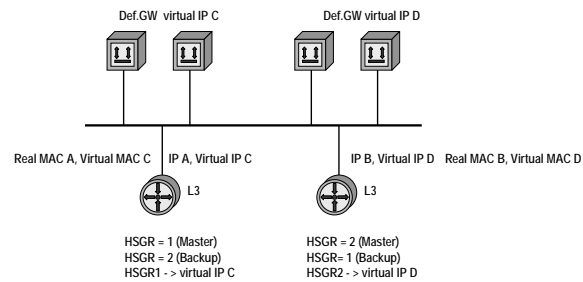 Def.GW virtual IP C
Def.GW virtual IP D
Real MAC A, Virtual MAC C
IP A, Virtual IP C
IP B, Virtual IP D
Real MAC B, Virtual MAC D
L3
L3
HSGR = 1 (Master)
HSGR = 2 (Backup)
HSGR1 - > virtual IP C
HSGR = 2 (Master)
HSGR= 1 (Backup)
HSGR2 - > virtual IP D